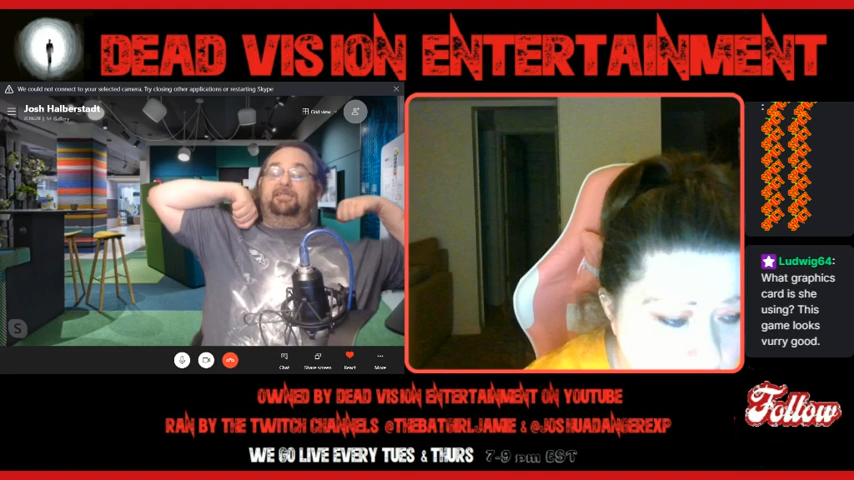 DEAD VISION ENTERTAINMENT
We could not connect to your selected camera. Try closing other applications or restarting Skype
Josh Halberstadt
Grid view
Gallery
S
Chat
Share screen
React
More
Ludwig64:
What graphics
card is she
using? This
game looks
vurry good.
OWNED BY DEAD VISION ENTERTAINMENT ON YOUTUBE
RAN BY THE TWITCH CHANNELS @THEBATGIRLJAMIE & @JOSHUADANGEREXP
WE GO LIVE EVERY TUES & THURS 7-9 pm EST
Follow